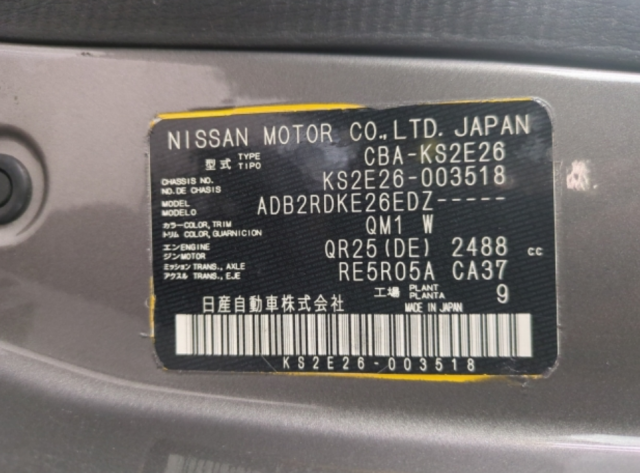 NISSAN MOTOR CO., LTD. JAPAN
型式 TYPE TIPO CBA-KS2E26
CHASSIS NO. NO. DE CHASIS KS2E26-003518
MODEL MODELO ADB2RDKE26EDZ-----
カラー COLOR, TRIM トリム COLOR, GUARNICION QM1 W
エンジン ENGINE MOTOR QR25(DE) 2488 cc
ミッション TRANS., AXLE アクスル TRANS., EJE RE5R05A CA37
工場 PLANT PLANTA 9
日産自動車株式会社 MADE IN JAPAN
KS2E26-003518